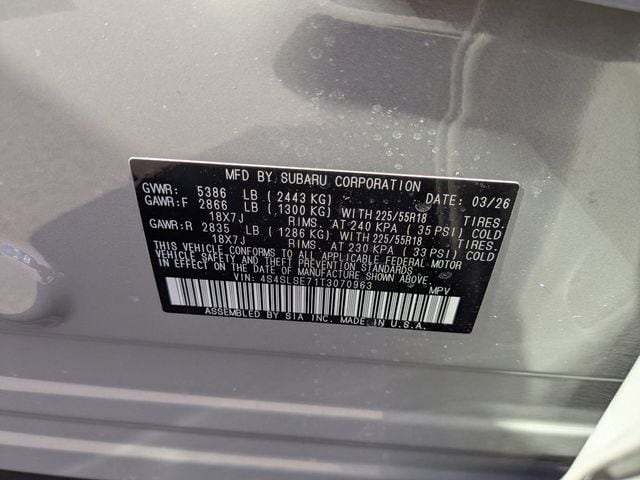 MFD BY SUBARU CORPORATION
GVWR: 5386 LB (2443 KG) DATE: 03/26
GAWR:F 2866 LB (1300 KG) WITH 225/55R18 TIRES.
18X7J RIMS. AT 240 KPA (35 PSI) COLD
GAWR:R 2835 LB (1286 KG) WITH 225/55R18 TIRES.
18X7J RIMS. AT 230 KPA (33 PSI) COLD
THIS VEHICLE CONFORMS TO ALL APPLICABLE FEDERAL MOTOR
VEHICLE SAFETY AND THEFT PREVENTION STANDARDS
IN EFFECT ON THE DATE OF MANUFACTURE SHOWN ABOVE.
VIN: 4S4SLSE71T3070963 MPV
ASSEMBLED BY SIA INC. MADE IN U.S.A.